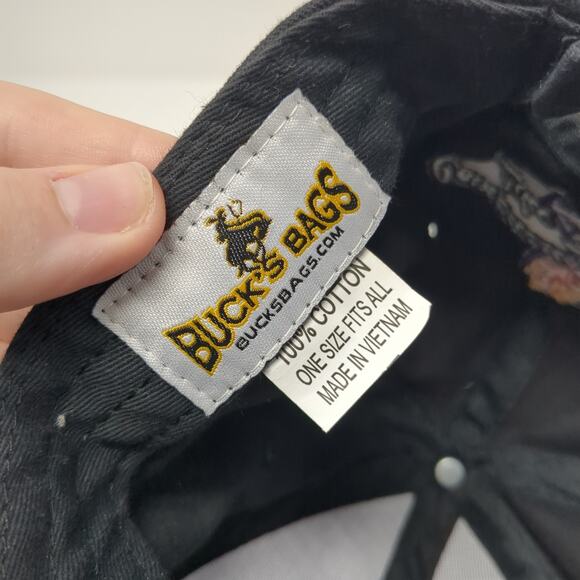 BUCK'S BAGS
BUCKSBAGS.COM
100% COTTON
ONE SIZE FITS ALL
MADE IN VIETNAM